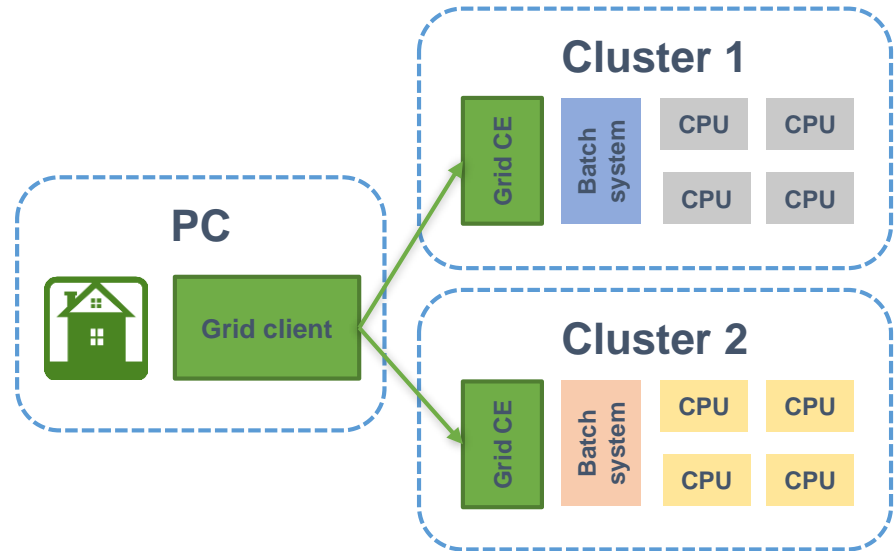 PC
Grid client
Cluster 1
Grid CE
Batch
system
CPU
CPU
CPU
CPU
Cluster 2
Grid CE
Batch
system
CPU
CPU
CPU
CPU